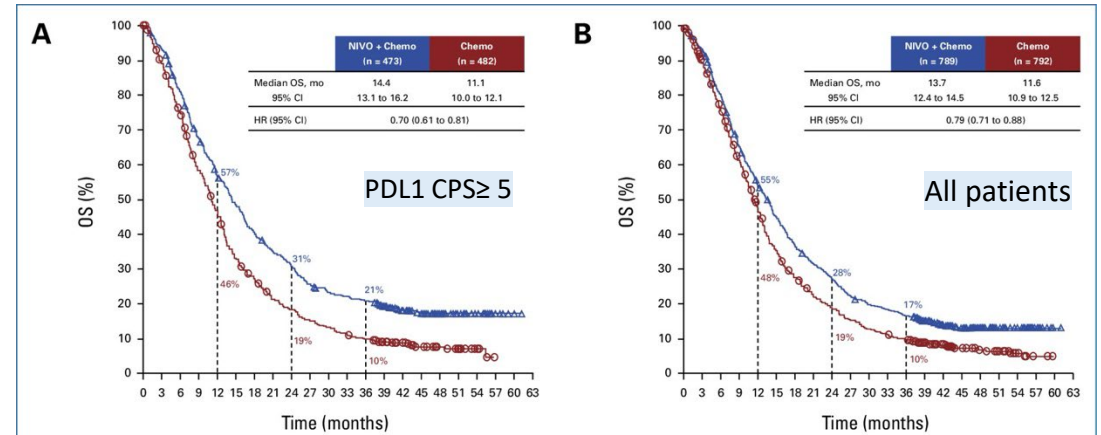 A
NIVO + Chemo
(n = 473)
Chemo
(n = 482)
Median OS, mo 14.4 11.1
95% CI 13.1 to 16.2 10.0 to 12.1
HR (95% CI) 0.70 (0.61 to 0.81)
PDL1 CPS≥ 5
OS (%)
100
90
80
70
60
50
40
30
20
10
0
57%
46%
31%
19%
21%
10%
0 3 6 9 12 15 18 21 24 27 30 33 36 39 42 45 48 51 54 57 60 63
Time (months)
B
NIVO + Chemo
(n = 789)
Chemo
(n = 792)
Median OS, mo 13.7 11.6
95% CI 12.4 to 14.5 10.9 to 12.5
HR (95% CI) 0.79 (0.71 to 0.88)
All patients
OS (%)
100
90
80
70
60
50
40
30
20
10
0
55%
48%
28%
19%
17%
10%
0 3 6 9 12 15 18 21 24 27 30 33 36 39 42 45 48 51 54 57 60 63
Time (months)